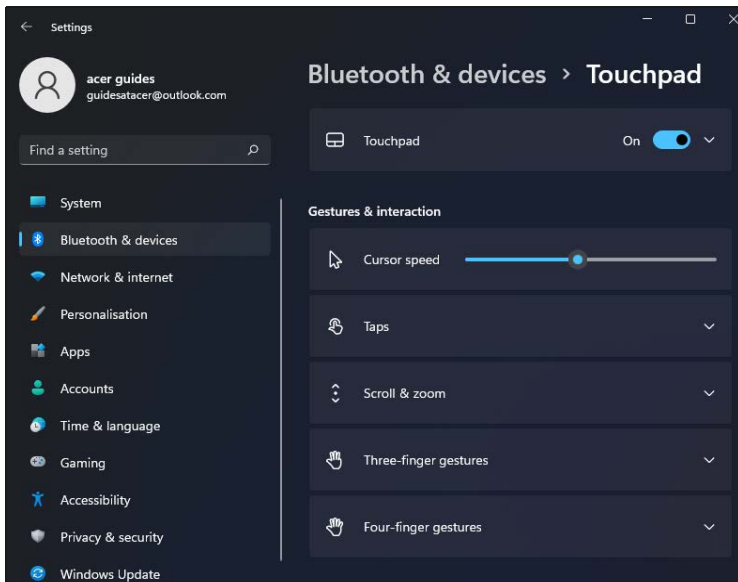 Settings
acer guides
guidesatacer@outlook.com
Find a setting
System
Bluetooth & devices
Network & internet
Personalisation
Apps
Accounts
Time & language
Gaming
Accessibility
Privacy & security
Windows Update
Bluetooth & devices > Touchpad
Touchpad On
Gestures & interaction
Cursor speed
Taps
Scroll & zoom
Three-finger gestures
Four-finger gestures